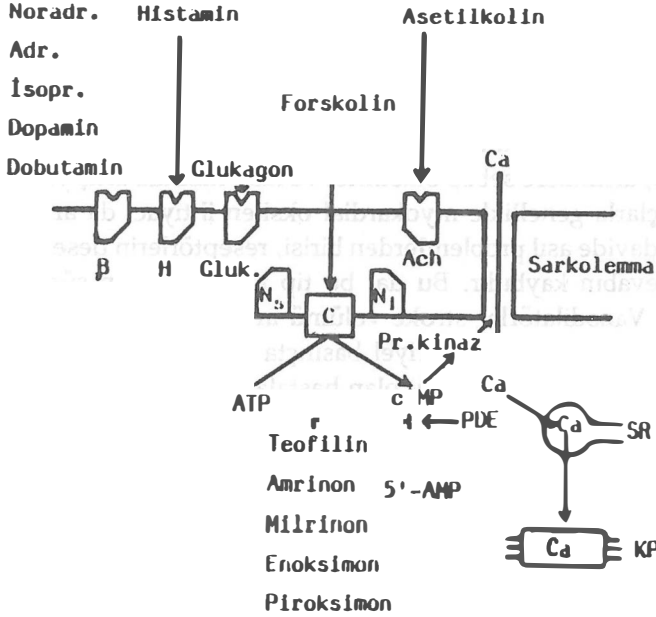 Noradr. Histamin Asetilkolin
Adr.
İsopr.
Forskolin
Dopamin
Dobutamin Glukagon Ca
β H Gluk. Ach Sarkolemma
Ns C Ni
Pr.kinaz
ATP c MP Ca
PDE Ca SR
Teofilin
Amrinon 5'-AMP
Milrinon Ca KP
Enoksimon
Piroksimon